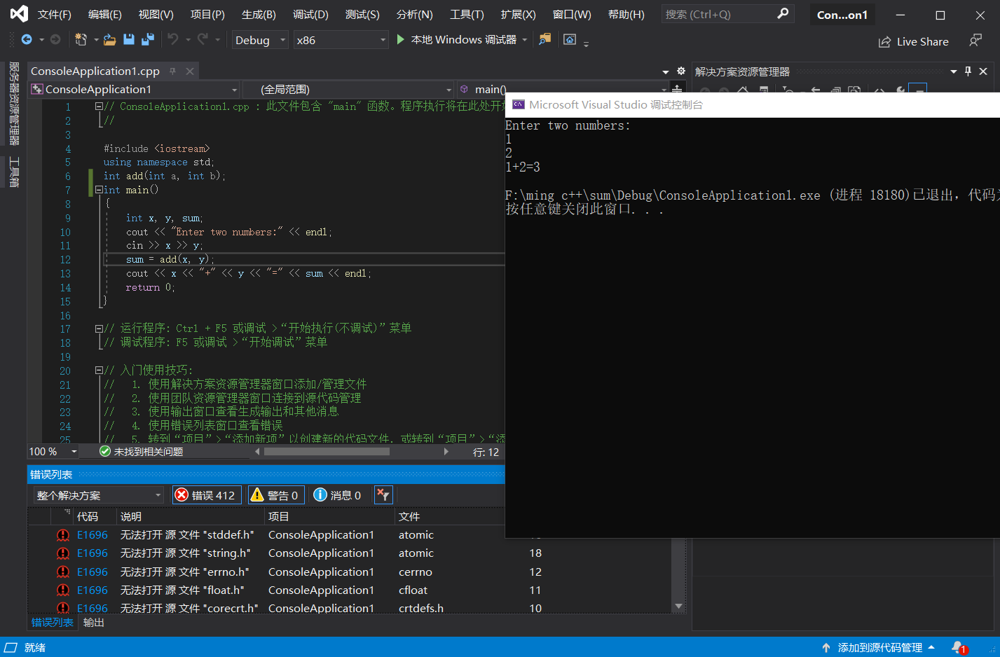 文件(F) 编辑(E) 视图(V) 项目(P) 生成(B) 调试(D) 测试(S) 分析(N) 工具(T) 扩展(X) 窗口(W) 帮助(H) 搜索 (Ctrl+Q) Con...on1
Debug x86 本地 Windows 调试器 Live Share
服务器资源管理器
工具箱
ConsoleApplication1.cpp
ConsoleApplication1 (全局范围) main()
1 // ConsoleApplication1.cpp : 此文件包含 "main" 函数。程序执行将在此处开始
2 //
3
4 #include <iostream>
5 using namespace std;
6 int add(int a, int b);
7 int main()
8 {
9 int x, y, sum;
10 cout << "Enter two numbers:" << endl;
11 cin >> x >> y;
12 sum = add(x, y);
13 cout << x << "+" << y << "=" << sum << endl;
14 return 0;
15 }
16
17 // 运行程序: Ctrl + F5 或调试 >“开始执行(不调试)”菜单
18 // 调试程序: F5 或调试 >“开始调试”菜单
19
20 // 入门使用技巧:
21 // 1. 使用解决方案资源管理器窗口添加/管理文件
22 // 2. 使用团队资源管理器窗口连接到源代码管理
23 // 3. 使用输出窗口查看生成输出和其他消息
24 // 4. 使用错误列表窗口查看错误
25 // 5. 转到“项目”>“添加新项”以创建新的代码文件，或转到“项目”>“添
100 % 未找到相关问题 行: 12
解决方案资源管理器
Microsoft Visual Studio 调试控制台
Enter two numbers:
1
2
1+2=3
F:\ming c++\sum\Debug\ConsoleApplication1.exe (进程 18180)已退出，代码为
按任意键关闭此窗口. . .
错误列表
整个解决方案 错误 412 警告 0 消息 0
代码 说明 项目 文件
E1696 无法打开 源 文件 "stddef.h" ConsoleApplication1 atomic
E1696 无法打开 源 文件 "string.h" ConsoleApplication1 atomic 18
E1696 无法打开 源 文件 "errno.h" ConsoleApplication1 cerrno 12
E1696 无法打开 源 文件 "float.h" ConsoleApplication1 cfloat 11
E1696 无法打开 源 文件 "corecrt.h" ConsoleApplication1 crtdefs.h 10
错误列表 输出
就绪 添加到源代码管理 1